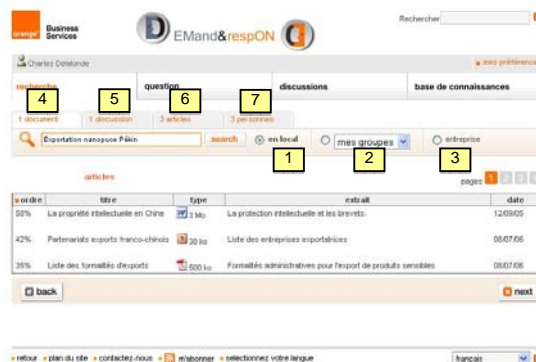 orange Business Services
DEMand&respON
Rechercher
Charles Delalonde
mes préférence
recherche question discussions base de connaissances
4 5 6 7
1 document 1 discussion 3 articles 3 personnes
Exportation nanopuce Pékin search en local mes groupes entreprise
1 2 3
articles
pages 1 2 3 4
ordre titre type extrait date
58% La propriété intellectuelle en Chine 3 Mo La protection intellectuelle et les brevets. 12/09/05
42% Partenariats exports franco-chinois 20 ko Liste des entreprises exportatrices 08/07/06
35% Liste des formalités d'exports 500 ko Formalités administratives pour l'export de produits sensibles 08/07/06
back next
retour plan du site contactez-nous m'abonner selectionnez votre langue français